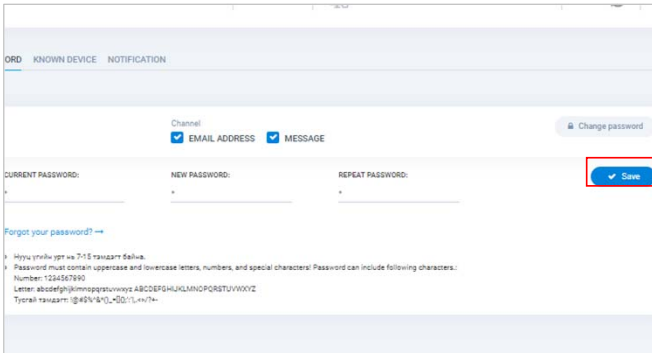 ORD KNOWN DEVICE NOTIFICATION
Channel
EMAIL ADDRESS MESSAGE
Change password
CURRENT PASSWORD: NEW PASSWORD: REPEAT PASSWORD:
Save
* * *
Forgot your password? →
Нууц үгийн урт нь 7-15 тэмдэгт байна.
Password must contain uppercase and lowercase letters, numbers, and special characters! Password can include following characters.:
Number: 1234567890
Letter: abcdefghijklmnopqrstuvwxyz ABCDEFGHIJKLMNOPQRSTUVWXYZ
Тусгай тэмдэгт: